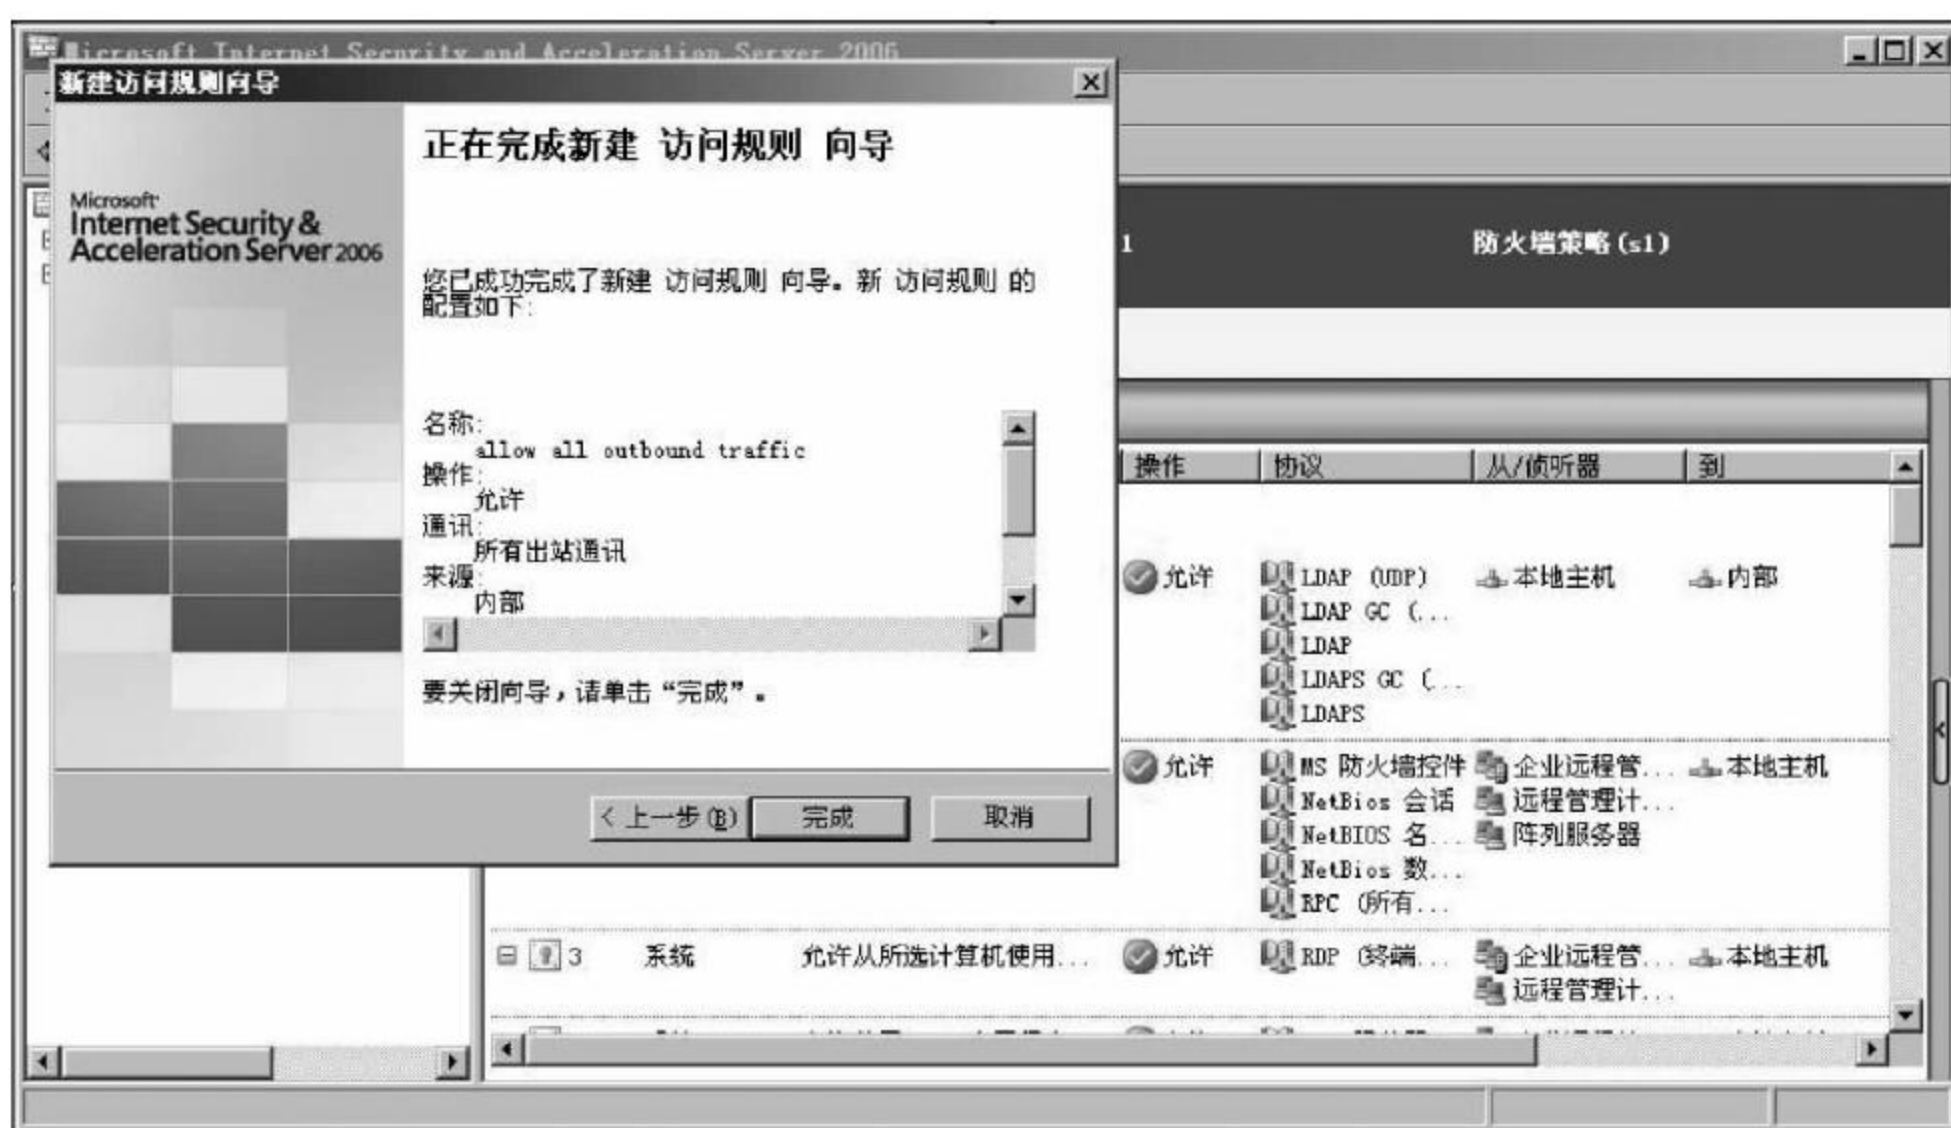 Microsoft Internet Security and Acceleration Server 2006
新建访问规则向导
正在完成新建 访问规则 向导
Microsoft
Internet Security &
Acceleration Server 2006
1
防火墙策略(s1)
您已成功完成了新建 访问规则 向导。新 访问规则 的
配置如下:
名称:
allow all outbound traffic
操作:
允许
通讯:
所有出站通讯
来源:
内部
要关闭向导，请单击“完成”。
< 上一步(B)
完成
取消
操作 协议 从/侦听器 到
允许 LDAP (UDP) 本地主机 内部
LDAP GC (...
LDAP
LDAPS GC (...
LDAPS
允许 MS 防火墙控件 企业远程管... 本地主机
NetBios 会话 远程管理计...
NetBIOS 名... 阵列服务器
NetBios 数...
RPC (所有...
3 系统 允许从所选计算机使用... 允许 RDP (终端... 企业远程管... 本地主机
远程管理计...